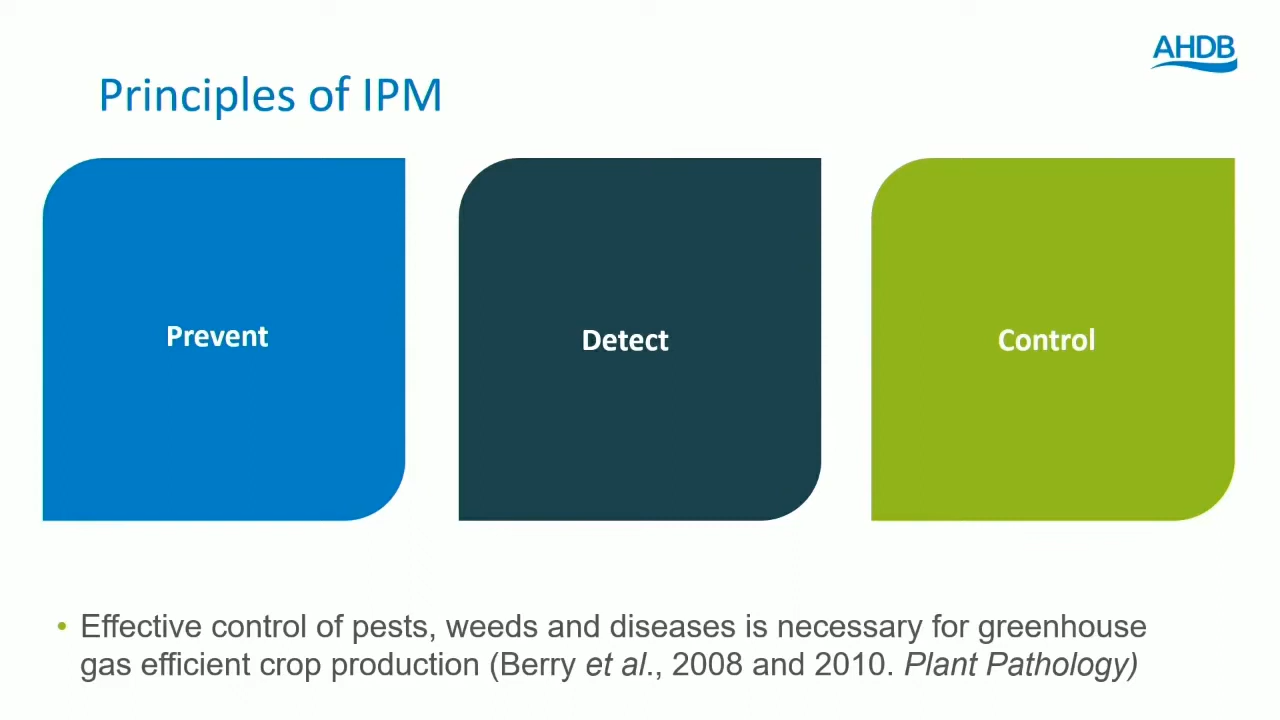 AHDB
Principles of IPM
Prevent
Detect
Control
• Effective control of pests, weeds and diseases is necessary for greenhouse
gas efficient crop production (Berry et al., 2008 and 2010. Plant Pathology)